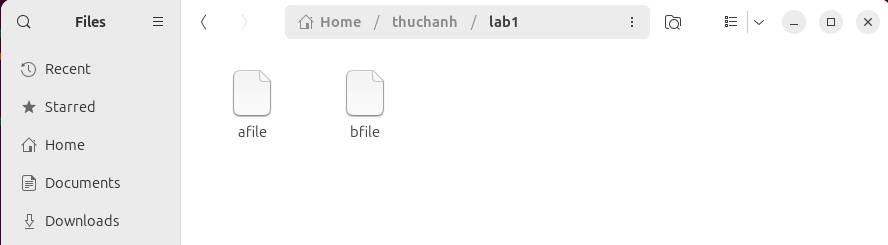 Files
Home / thuchanh / lab1
Recent
Starred
Home
Documents
Downloads
afile
bfile